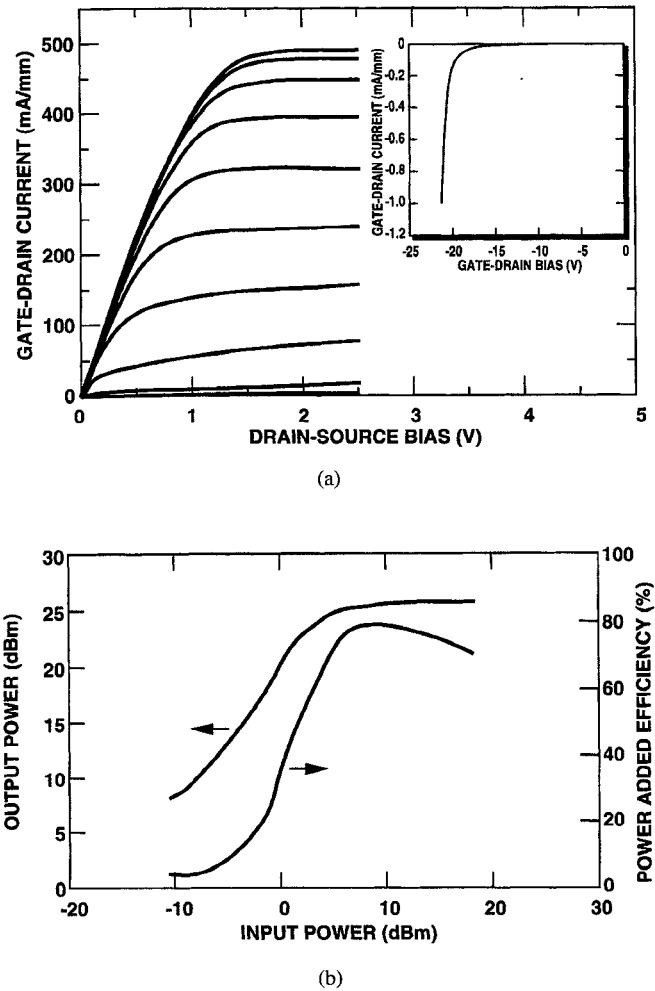 500
400
300
200
100
0
GATE-DRAIN CURRENT (mA/mm)
0 1 2 3 4 5
DRAIN-SOURCE BIAS (V)
0
-0.2
-0.4
-0.6
-0.8
-1.0
-1.2
GATE-DRAIN CURRENT (mA/mm)
-25 -20 -15 -10 -5 0
GATE-DRAIN BIAS (V)
(a)
30
25
20
15
10
5
0
OUTPUT POWER (dBm)
100
80
60
40
20
0
POWER ADDED EFFICIENCY (%)
-20 -10 0 10 20 30
INPUT POWER (dBm)
(b)